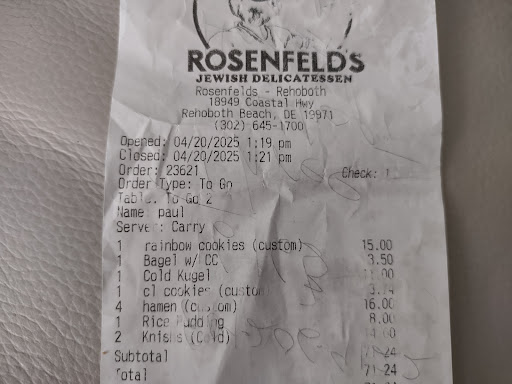 ROSENFELD'S
JEWISH DELICATESSEN
Rosenfelds - Rehoboth
18949 Coastal Hwy
Rehoboth Beach, DE 19971
(302) 645-1700
Opened: 04/20/2025 1:19 pm
Closed: 04/20/2025 1:21 pm
Order: 23621 Check: 1
Order Type: To Go
Table: To Go 2
Name: paul
Server: Carry
1 rainbow cookies (custom) 15.00
1 Bagel w/ CC 3.50
1 Cold Kugel
1 cl cookies (custom
4 hamen (custom) 16.00
1 Rice Pudding 8.00
2 Knishs (Cold)
Subtotal
Total 71.24